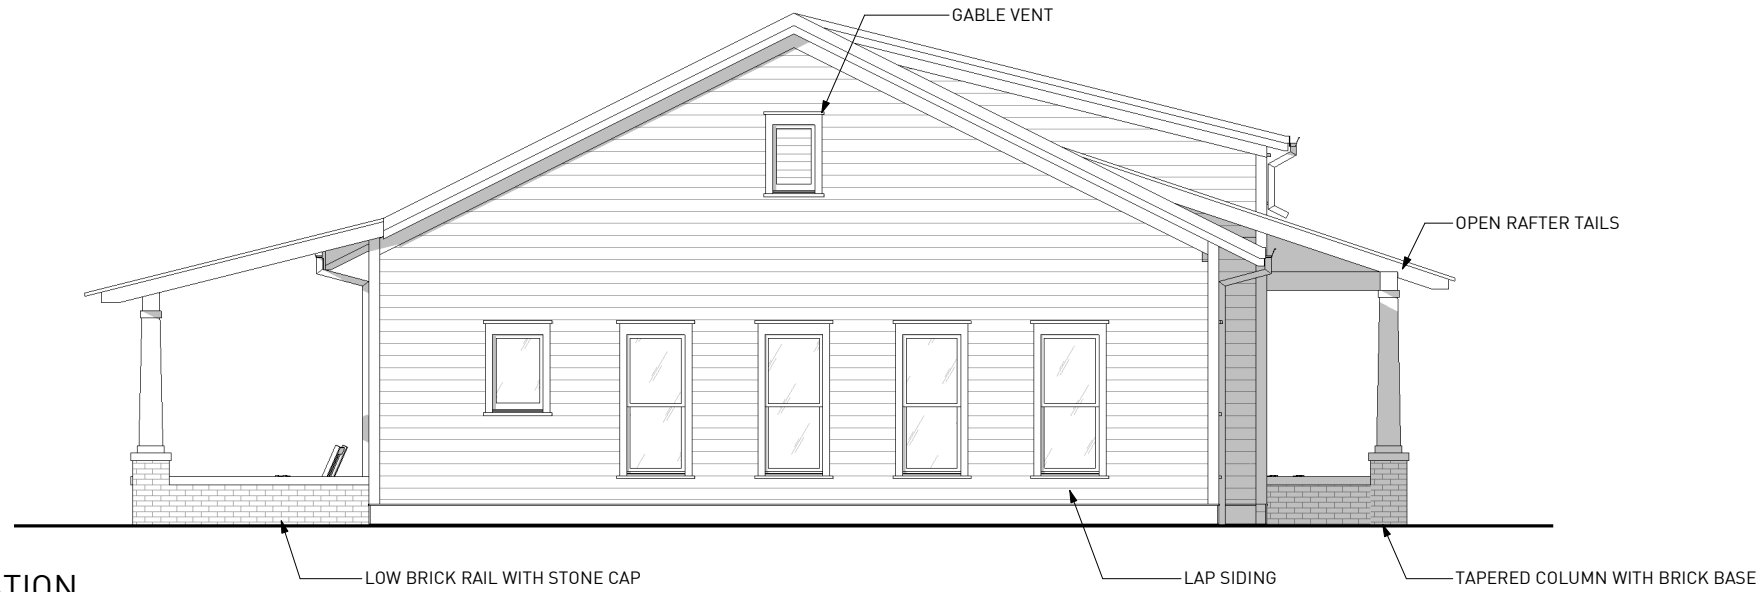 GABLE VENT
OPEN RAFTER TAILS
LOW BRICK RAIL WITH STONE CAP
LAP SIDING
TAPERED COLUMN WITH BRICK BASE